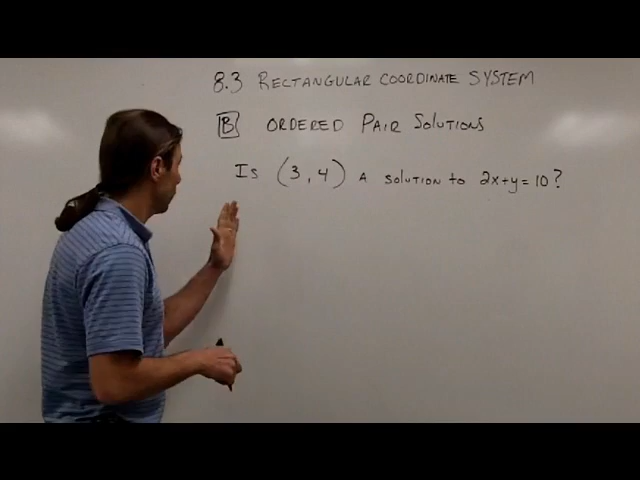 8.3 RECTANGULAR COORDINATE SYSTEM
B ORDERED PAIR SOLUTIONS
Is (3,4) A SOLUTION to 2x+y=10?